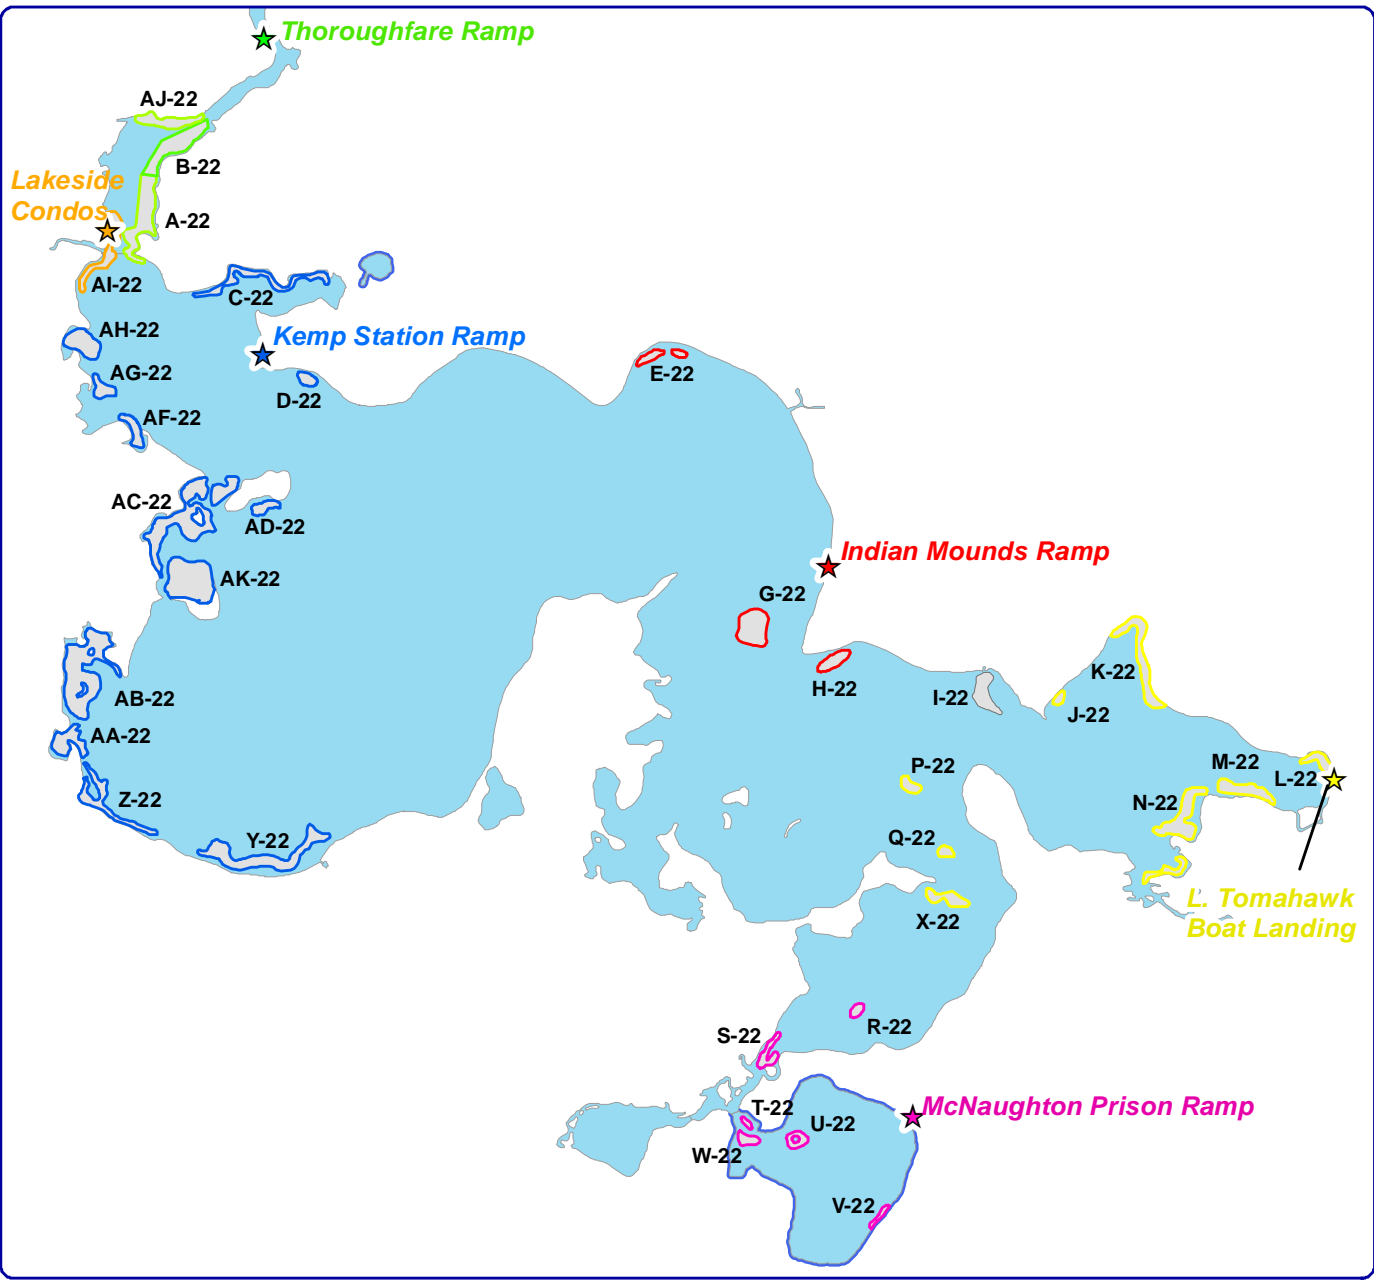 Thoroughfare Ramp
AJ-22
B-22
Lakeside
Condos
A-22
AI-22
C-22
AH-22
Kemp Station Ramp
AG-22
E-22
D-22
AF-22
AC-22
AD-22
Indian Mounds Ramp
AK-22
G-22
K-22
H-22
I-22
AB-22
J-22
AA-22
P-22
M-22
L-22
Z-22
N-22
Y-22
Q-22
L. Tomahawk
Boat Landing
X-22
R-22
S-22
T-22
McNaughton Prison Ramp
U-22
W-22
V-22